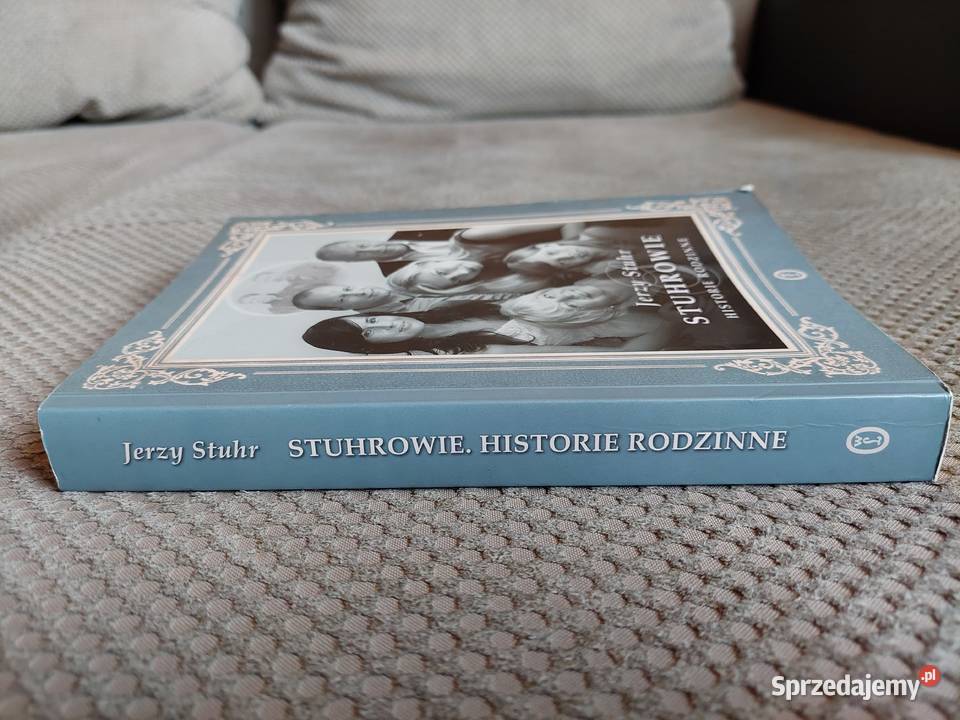 Jerzy Stuhr
STUHROWIE
HISTORIE RODZINNE
Jerzy Stuhr STUHROWIE. HISTORIE RODZINNE
Sprzedajemy.pl